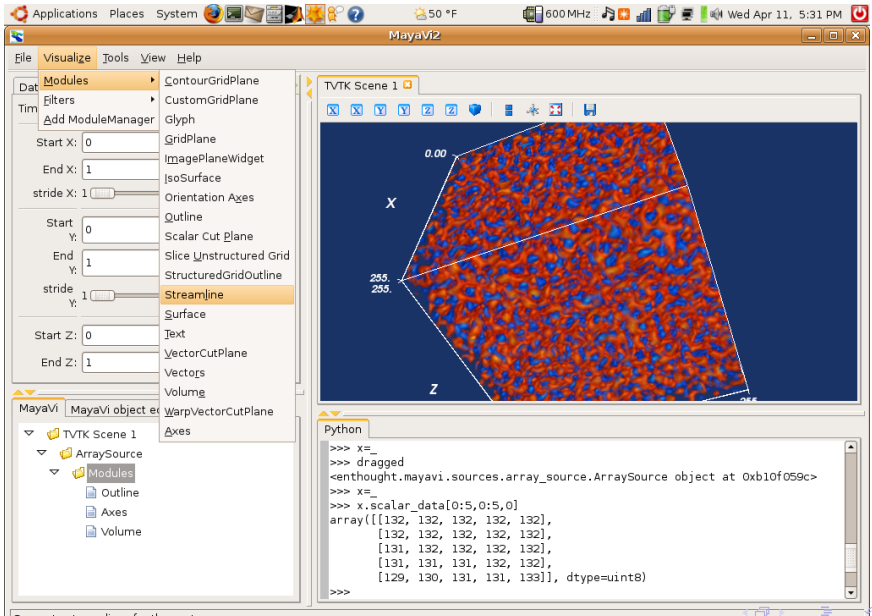 Applications Places System 50 °F 600 MHz Wed Apr 11, 5:31 PM
MayaVi2
File Visualize Tools View Help
Modules
Filters
Add ModuleManager
ContourGridPlane
CustomGridPlane
Glyph
GridPlane
ImagePlaneWidget
IsoSurface
Orientation Axes
Outline
Scalar Cut Plane
Slice Unstructured Grid
StructuredGridOutline
Streamline
Surface
Text
VectorCutPlane
Vectors
Volume
WarpVectorCutPlane
Axes
Dat
Tim
Start X: 0
End X: 1
stride X: 1
Start Y: 0
End Y: 1
stride Y: 1
Start Z: 0
End Z: 1
MayaVi MayaVi object ed
TVTK Scene 1
ArraySource
Modules
Outline
Axes
Volume
TVTK Scene 1
X X Y Y Z Z
0.00
X
255.
255.
Z
255
Python
>>> x=_
>>> dragged
<enthought.mayavi.sources.array_source.ArraySource object at 0xb10f059c>
>>> x=_
>>> x.scalar_data[0:5,0:5,0]
array([[132, 132, 132, 132, 132],
[132, 132, 132, 132, 132],
[131, 132, 132, 132, 132],
[131, 131, 131, 132, 132],
[129, 130, 131, 131, 133]], dtype=uint8)
>>>